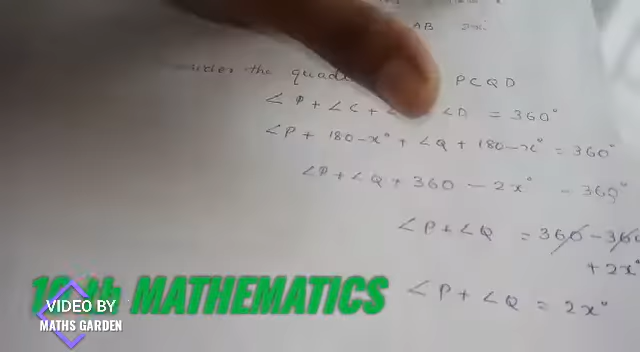 AB
the quad
PCQD
∠P + ∠C + ∠D = 360°
∠P + 180-x° + ∠Q + 180-x° = 360°
∠P + ∠Q + 360 - 2x° = 360°
∠P + ∠Q = 360 - 360
+ 2x°
∠P + ∠Q = 2x°
MATHEMATICS
VIDEO BY
MATHS GARDEN